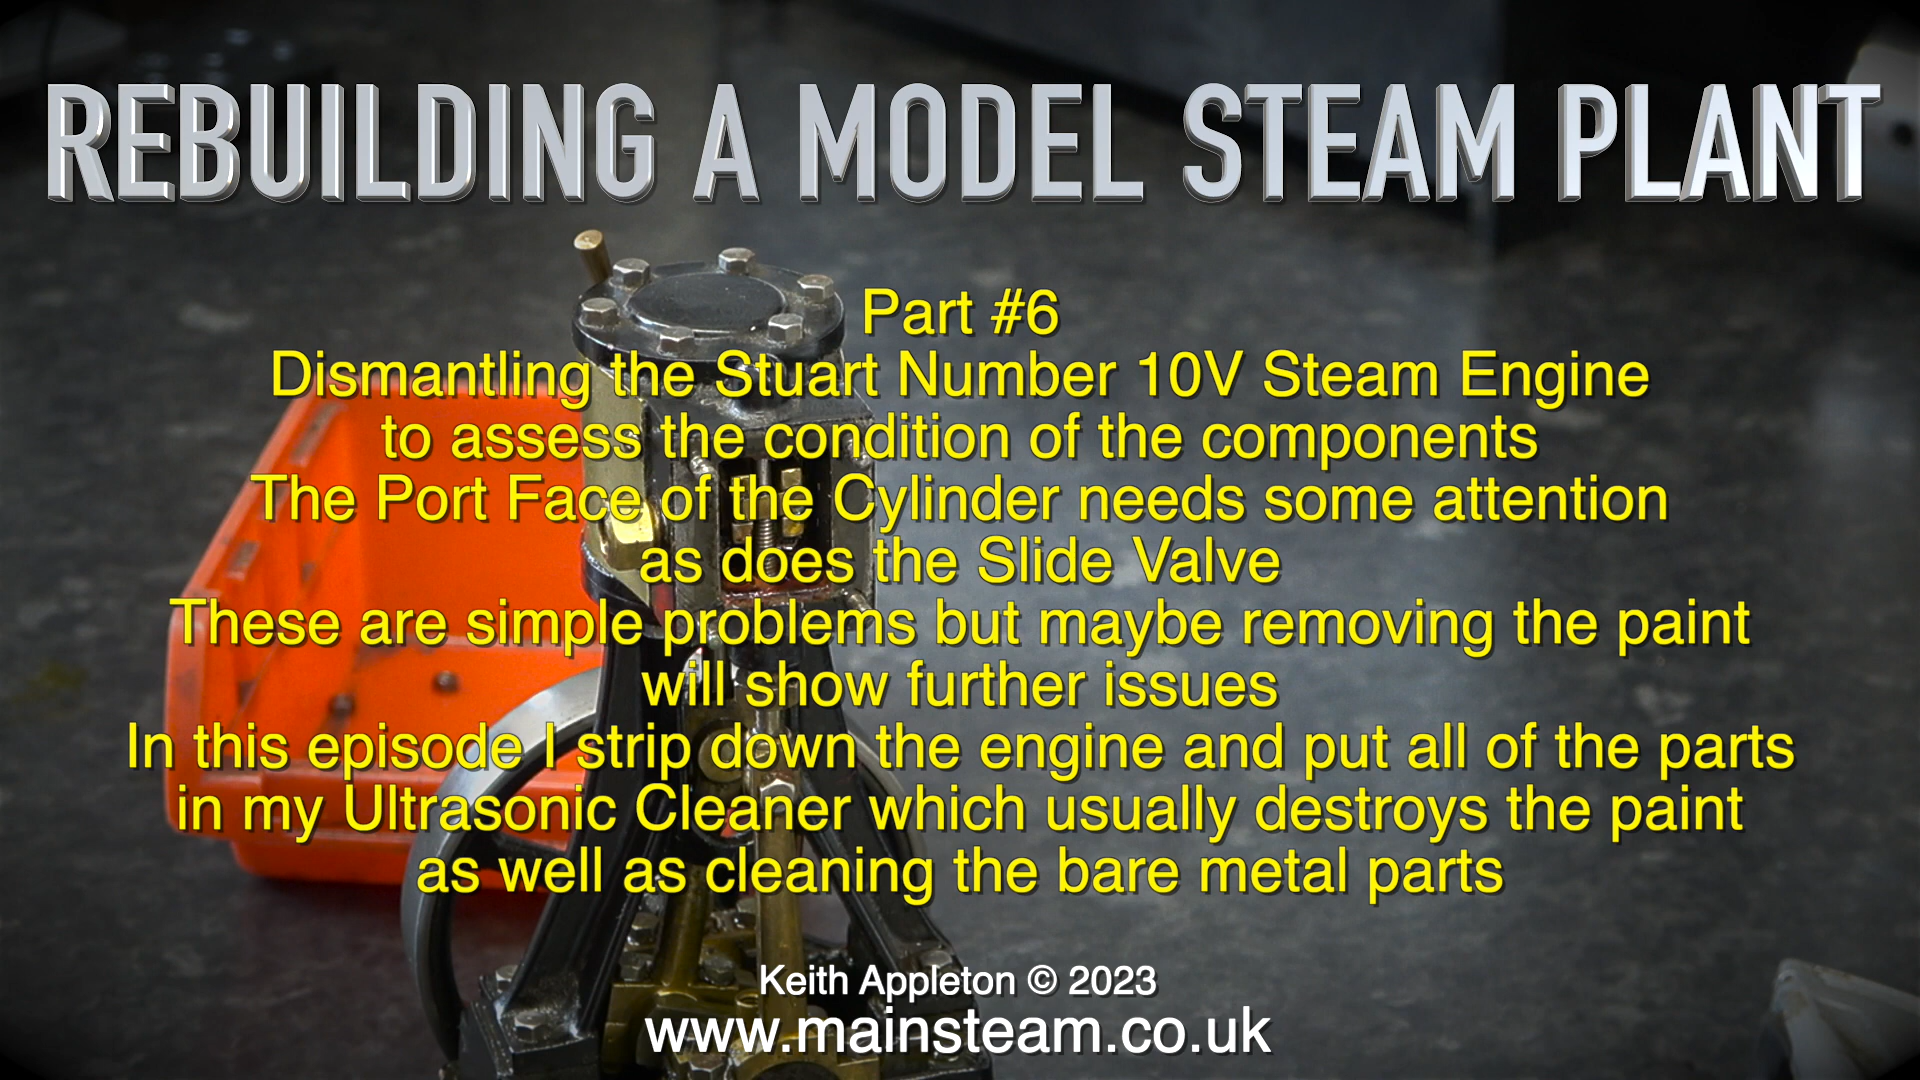 REBUILDING A MODEL STEAM PLANT
Part #6
Dismantling the Stuart Number 10V Steam Engine
to assess the condition of the components
The Port Face of the Cylinder needs some attention
as does the Slide Valve
These are simple problems but maybe removing the paint
will show further issues
In this episode I strip down the engine and put all of the parts
in my Ultrasonic Cleaner which usually destroys the paint
as well as cleaning the bare metal parts
Keith Appleton © 2023
www.mainsteam.co.uk